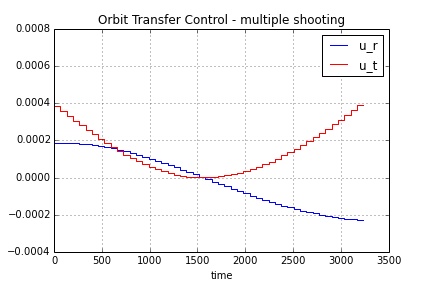 Orbit Transfer Control - multiple shooting
0.0008
0.0006
0.0004
0.0002
0.0000
−0.0002
−0.0004
u_r
u_t
0 500 1000 1500 2000 2500 3000 3500
time